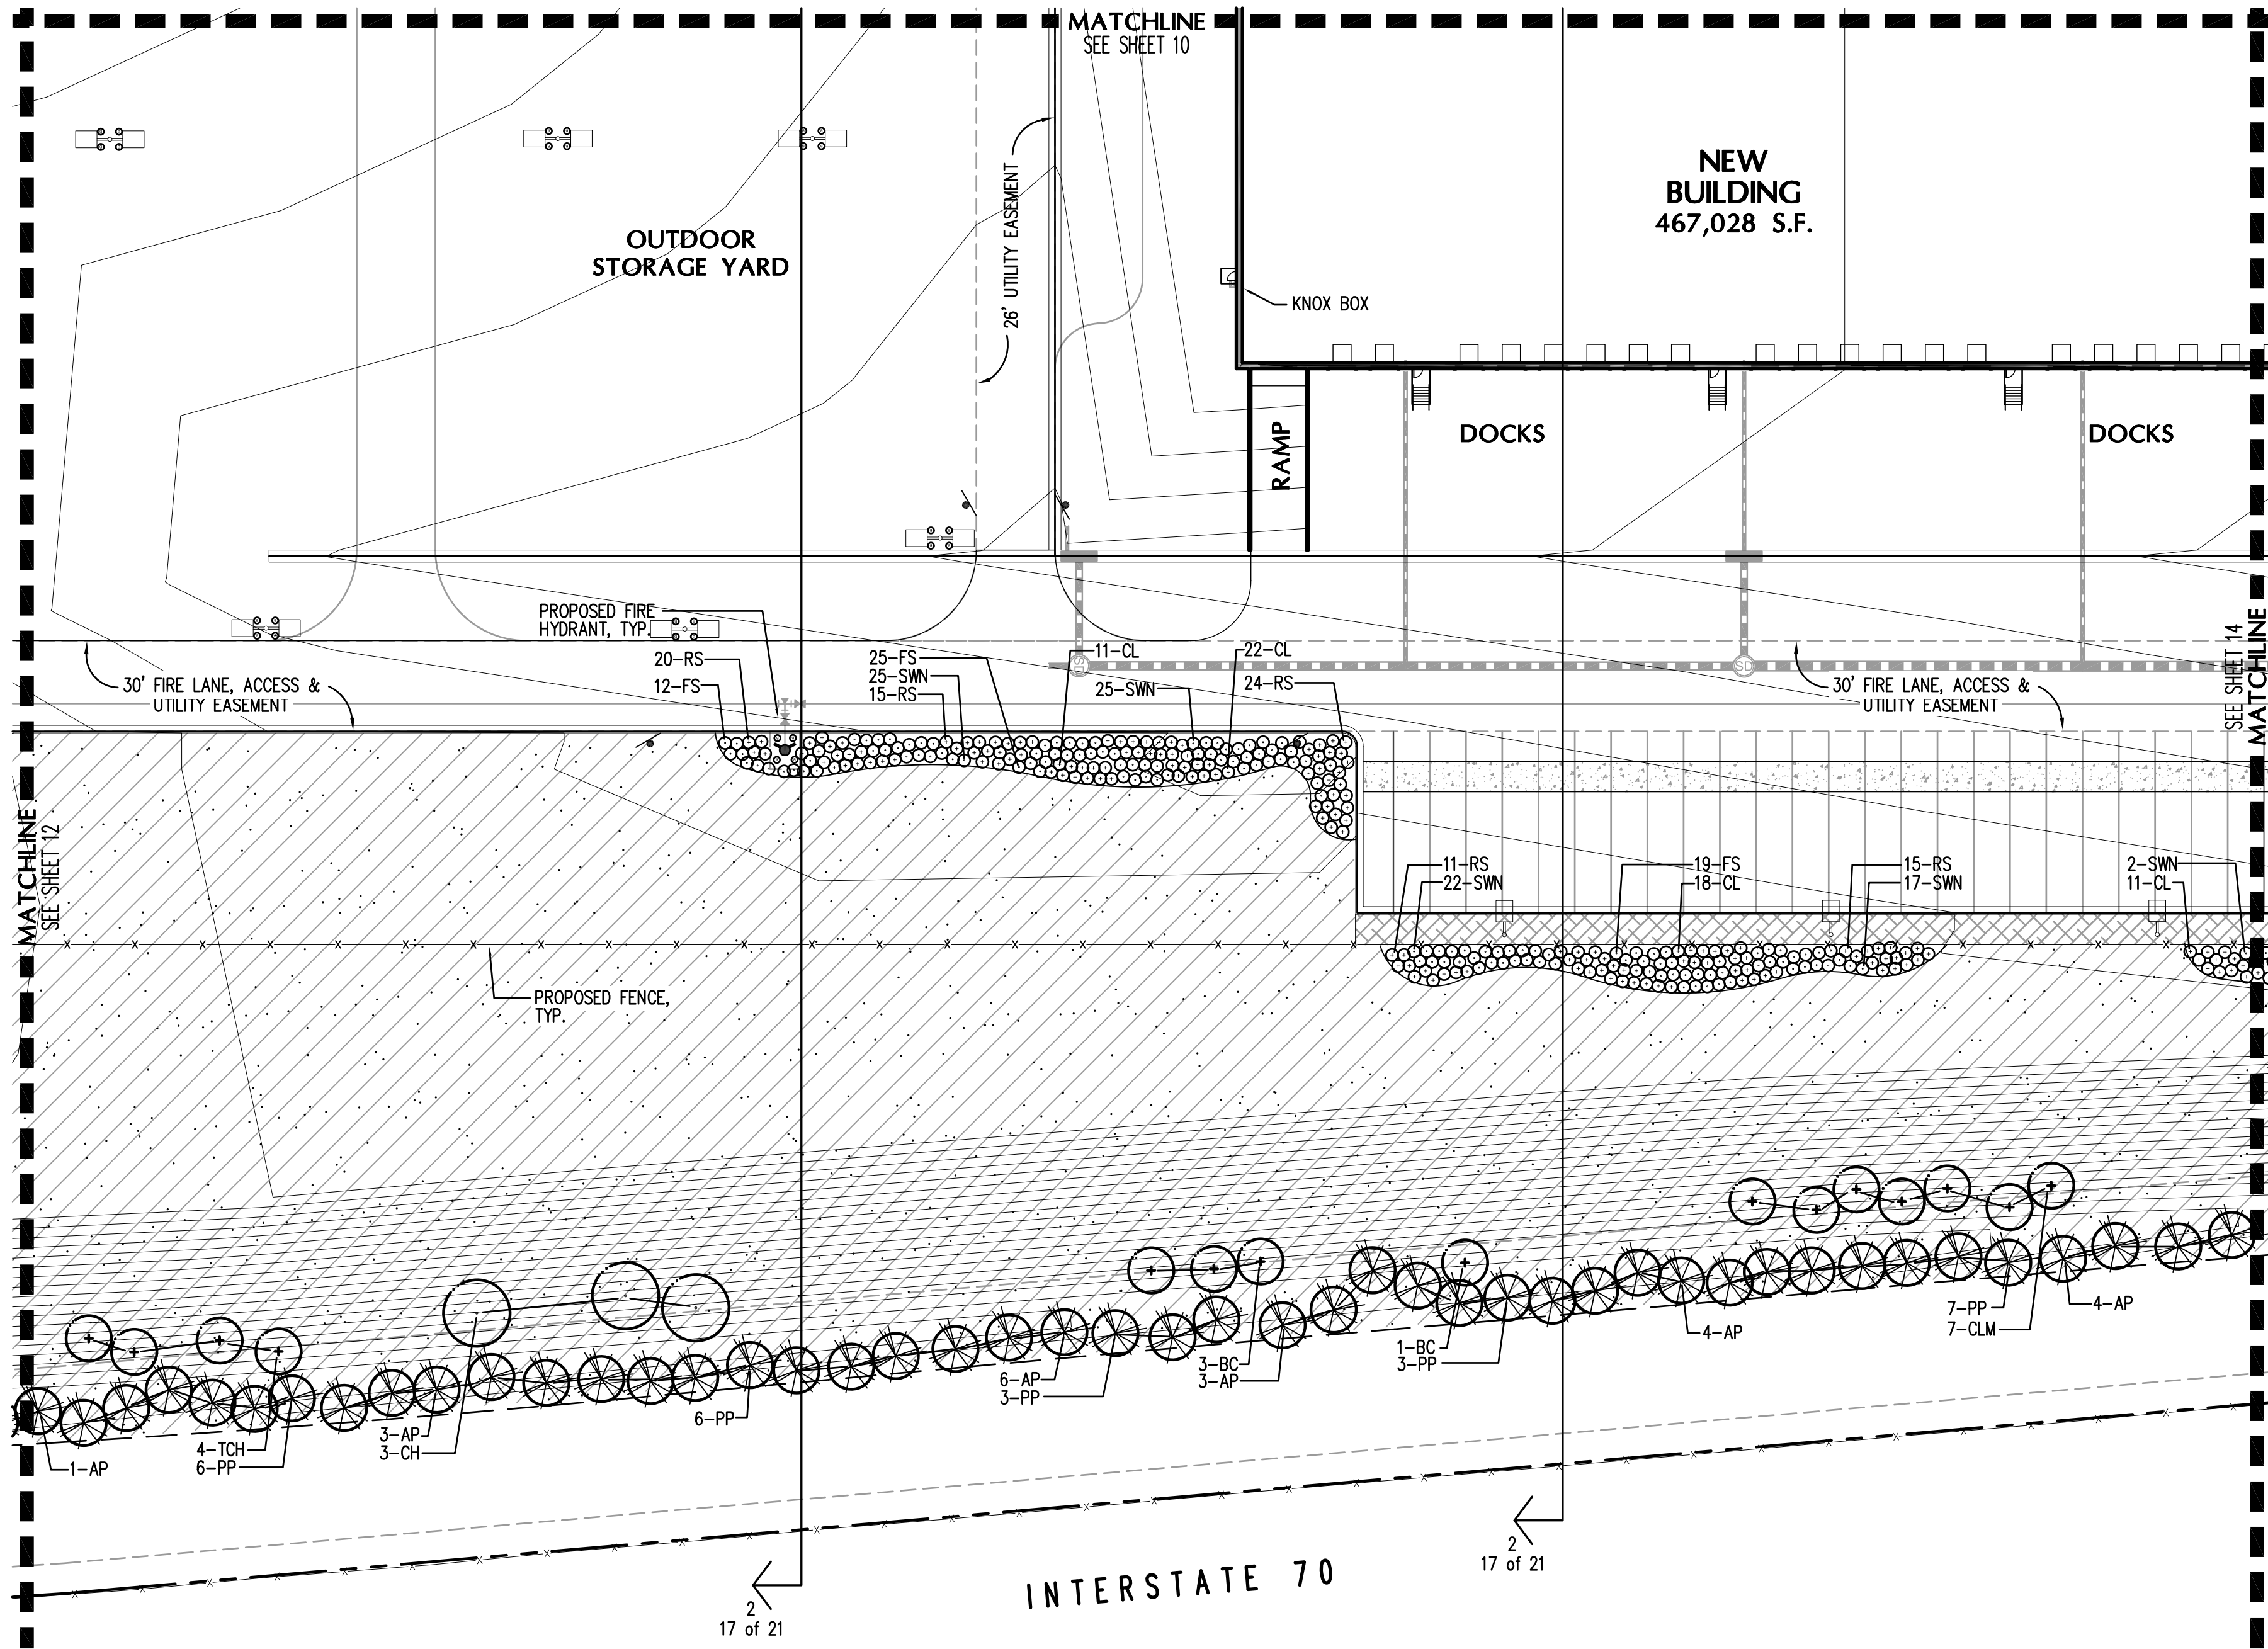 MATCHLINE
SEE SHEET 10
NEW
BUILDING
467,028 S.F.
OUTDOOR
STORAGE YARD
26' UTILITY EASEMENT
KNOX BOX
RAMP
DOCKS
DOCKS
PROPOSED FIRE
HYDRANT, TYP.
20-RS
12-FS
25-FS
25-SWN
15-RS
11-CL
25-SWN
22-CL
24-RS
SD
SD
30' FIRE LANE, ACCESS &
UTILITY EASEMENT
30' FIRE LANE, ACCESS &
UTILITY EASEMENT
SEE SHEET 14
MATCHLINE
MATCHLINE
SEE SHEET 12
11-RS
22-SWN
19-FS
18-CL
15-RS
17-SWN
2-SWN
11-CL
PROPOSED FENCE,
TYP.
1-AP
4-TCH
6-PP
3-AP
3-CH
6-PP
6-AP
3-PP
3-BC
3-AP
1-BC
3-PP
4-AP
7-PP
7-CLM
4-AP
2
17 of 21
2
17 of 21
INTERSTATE 70